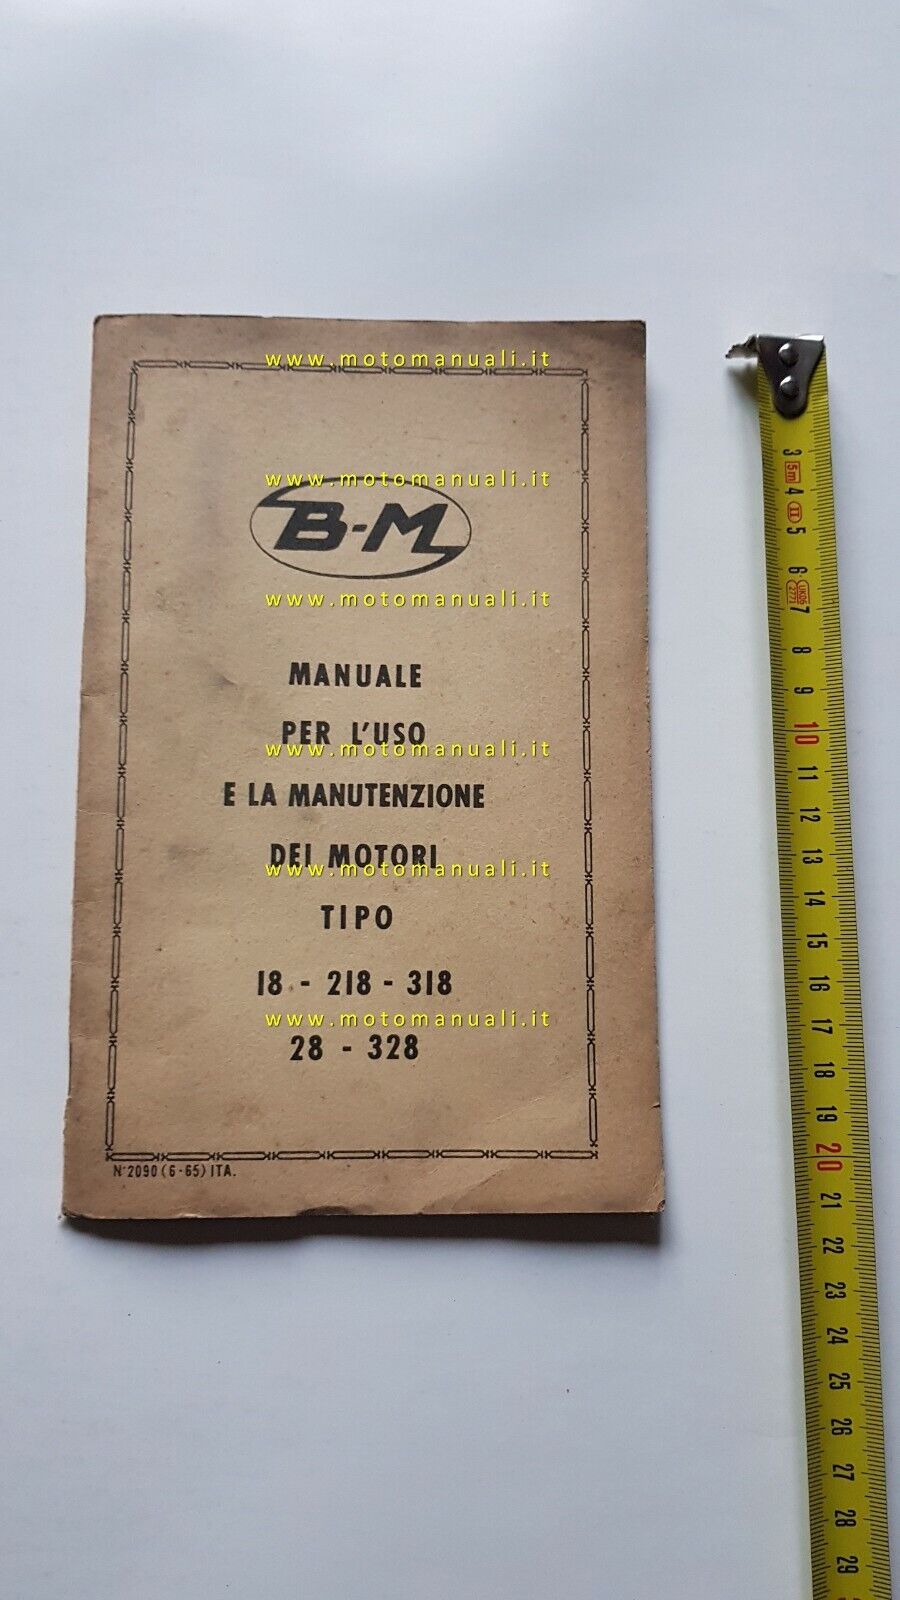 www.motomanuali.it
www.motomanuali.it
B-M
www.motomanuali.it
MANUALE
PER L'USO
www.motomanuali.it
E LA MANUTENZIONE
DEI MOTORI
www.motomanuali.it
TIPO
18 - 218 - 318
www.motomanuali.it
28 - 328
N°2090 (6-65) ITA.
3
5m
4
II
5
6
7
8
9
10
11
12
13
14
15
16
17
18
19
20
21
22
23
24
25
26
27
28
29